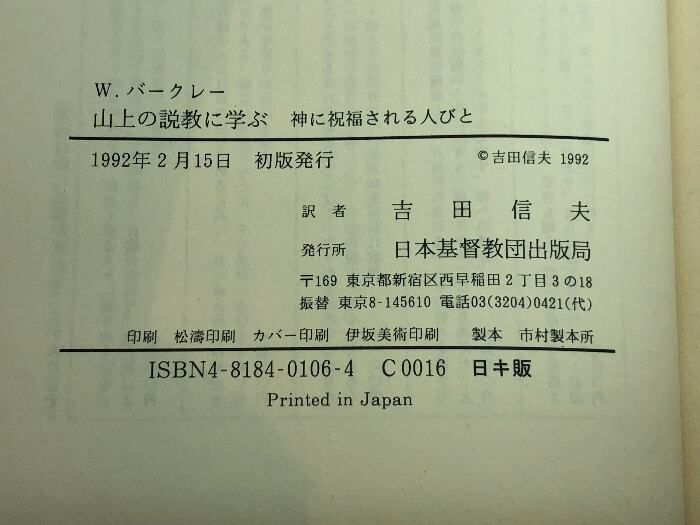 W. バークレー
山上の説教に学ぶ 神に祝福される人びと
1992年2月15日 初版発行 ©吉田信夫 1992
訳者 吉田信夫
発行所 日本基督教団出版局
〒169 東京都新宿区西早稲田2丁目3の18
振替 東京8-145610 電話03(3204)0421(代)
印刷 松濤印刷 カバー印刷 伊坂美術印刷 製本 市村製本所
ISBN4-8184-0106-4 C0016 日キ販
Printed in Japan